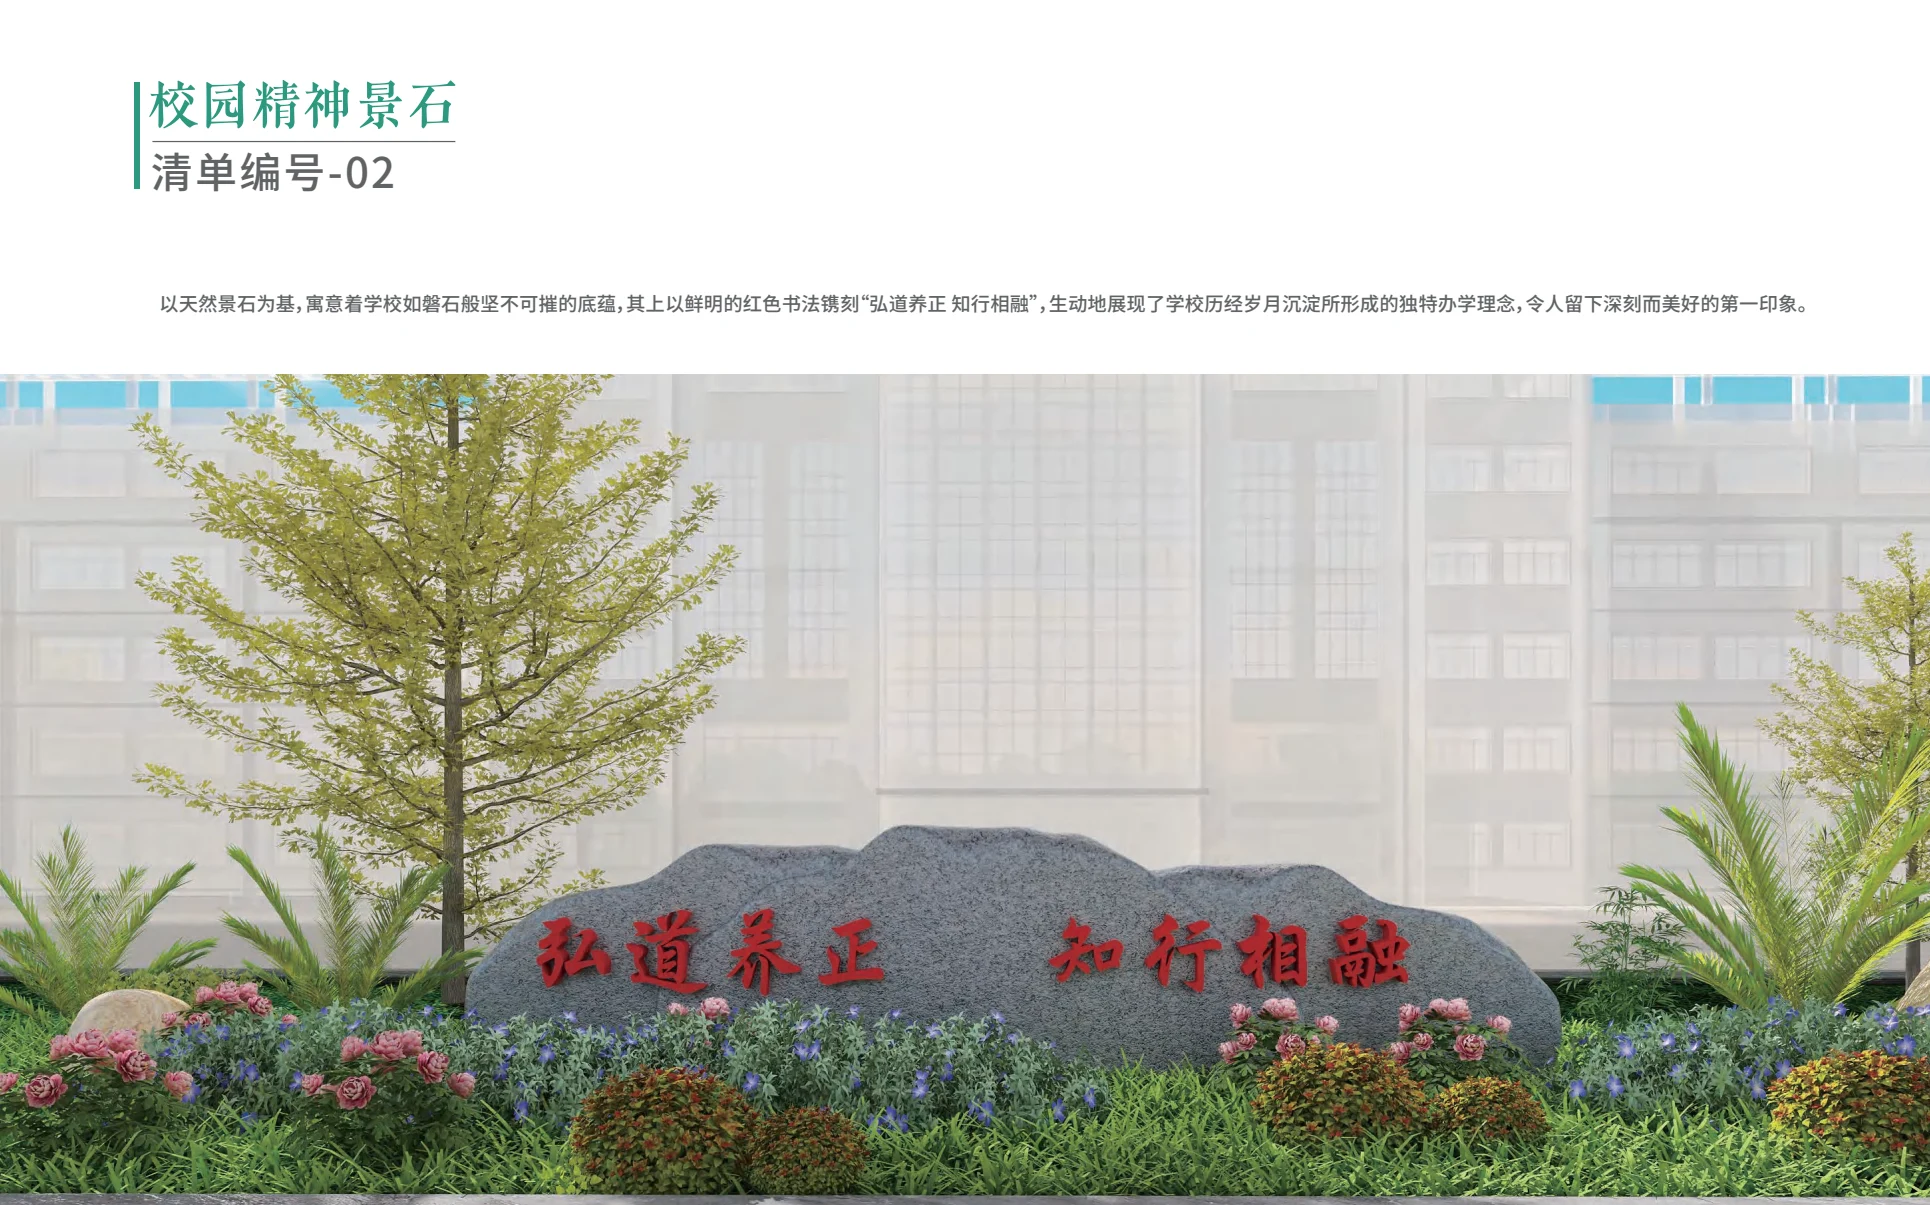 校园精神景石
清单编号-02
以天然景石为基，寓意着学校如磐石般坚不可摧的底蕴，其上以鲜明的红色书法镌刻“弘道养正 知行相融”，生动地展现了学校历经岁月沉淀所形成的独特办学理念，令人留下深刻而美好的第一印象。
弘道养正 知行相融